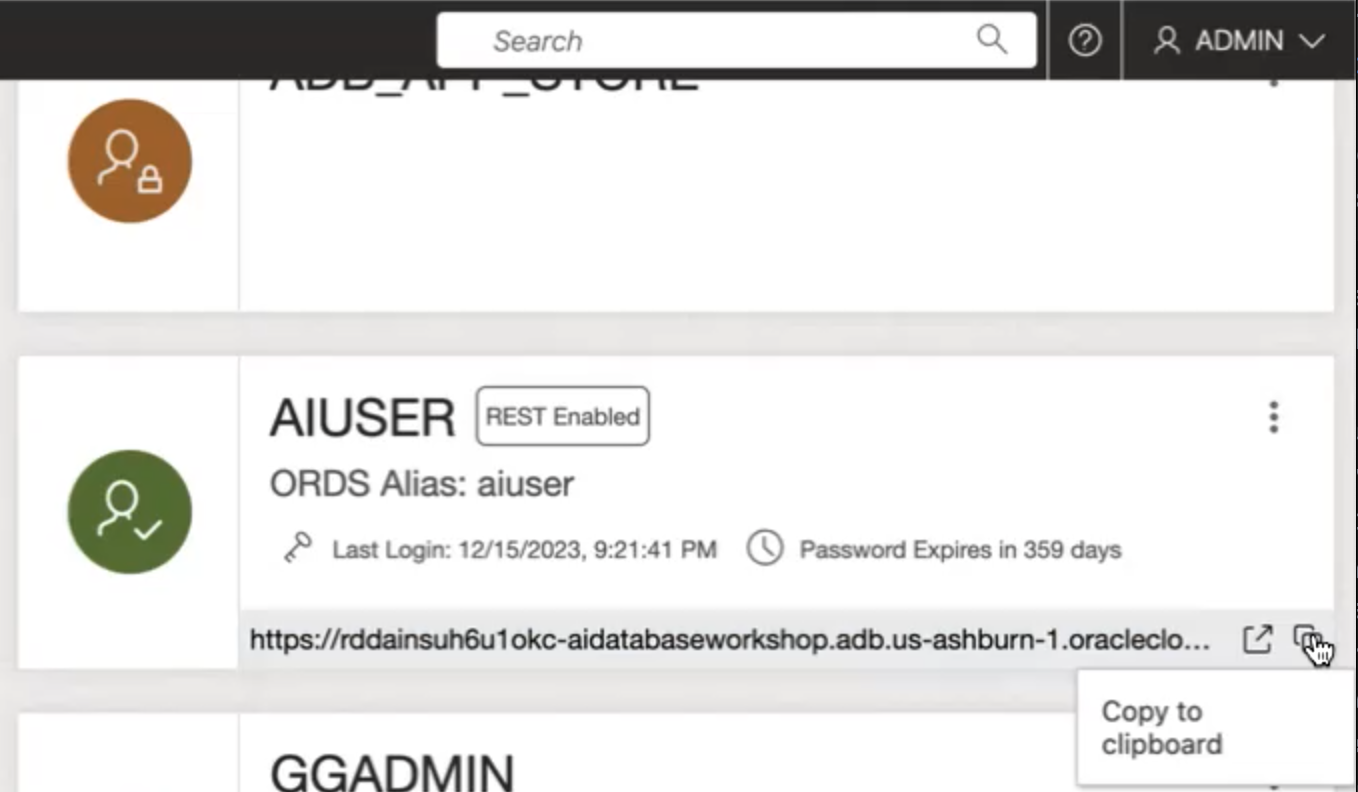 Search
ADMIN
ADB_APP_STORE
AIUSER REST Enabled
ORDS Alias: aiuser
Last Login: 12/15/2023, 9:21:41 PM Password Expires in 359 days
https://rddainsuh6u1okc-aidatabaseworkshop.adb.us-ashburn-1.oracleclo...
Copy to
clipboard
GGADMIN